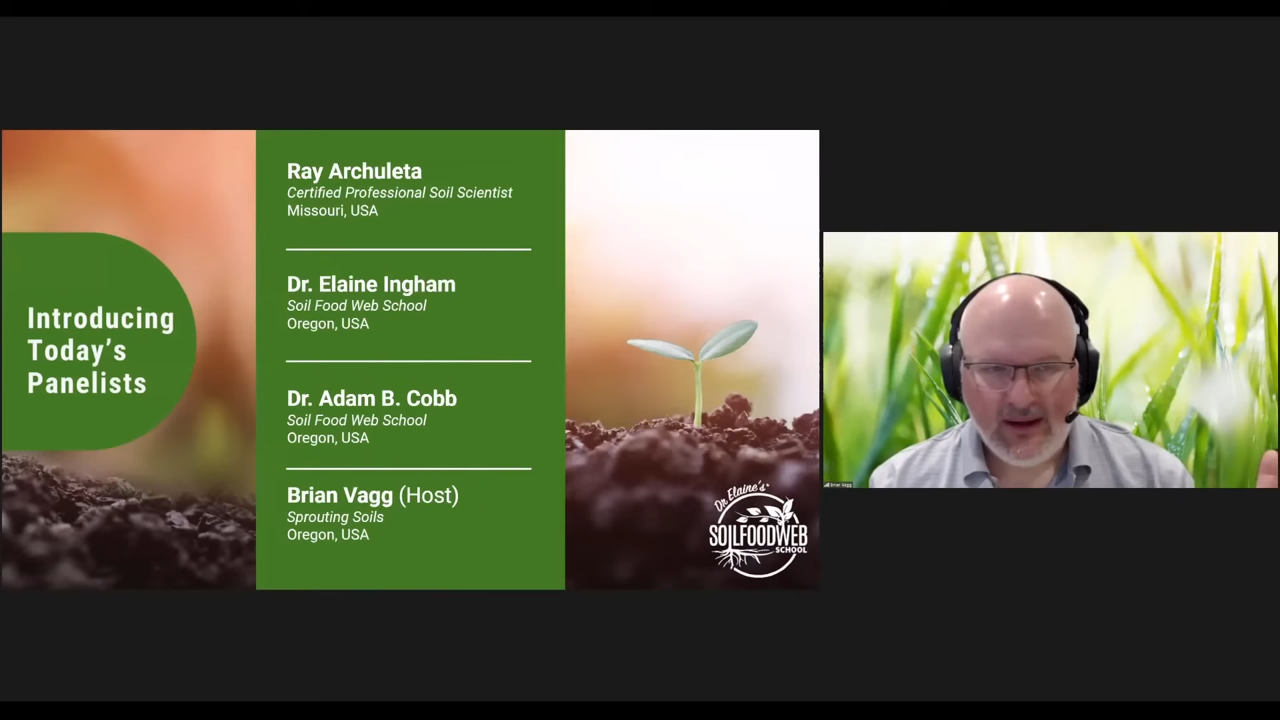 Introducing
Today's
Panelists
Ray Archuleta
Certified Professional Soil Scientist
Missouri, USA
Dr. Elaine Ingham
Soil Food Web School
Oregon, USA
Dr. Adam B. Cobb
Soil Food Web School
Oregon, USA
Brian Vagg (Host)
Sprouting Soils
Oregon, USA
Dr Elaine's
SOILFOODWEB
SCHOOL
Brian Vagg